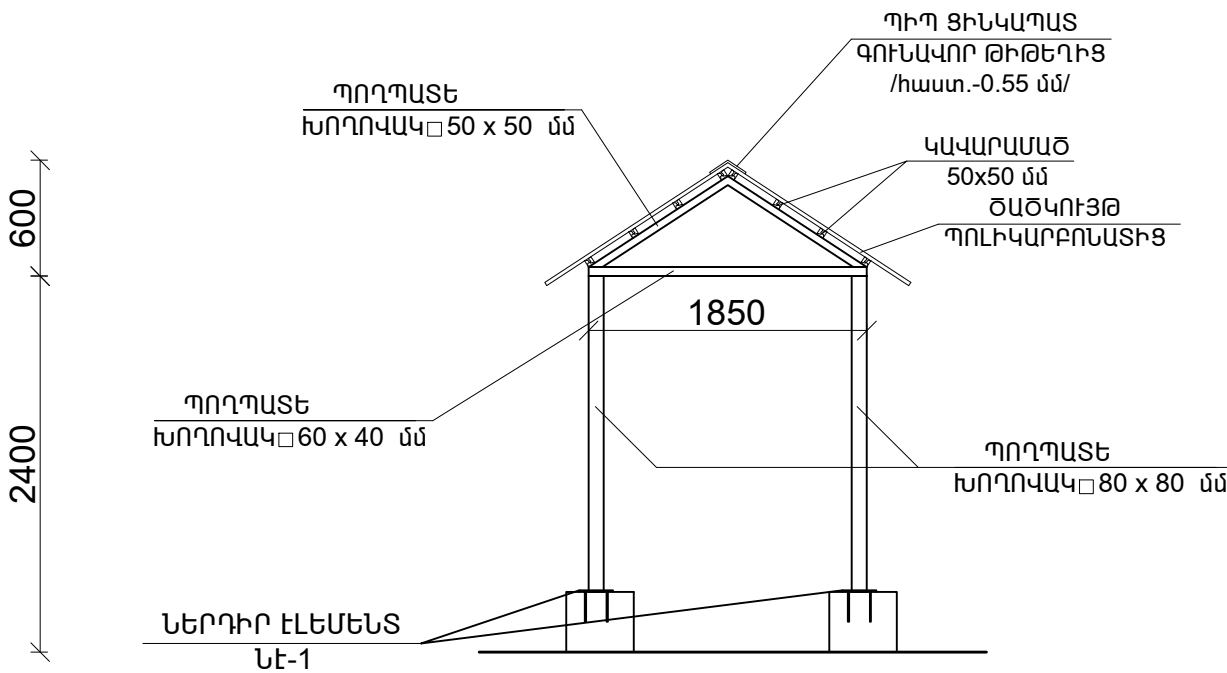 ՊԻՊ ՑԻՆԿԱՊԱՏ
ԳՈՒՆԱՎՈՐ ԹԻԹԵՂԻՑ
/հաստ.-0.55 մմ/
ՊՈՂՊԱՏԵ
ԽՈՂՈՎԱԿ□50 x 50 մմ
ԿԱՎԱՐԱՄԱԾ
50x50 մմ
ԾԱԾԿՈՒՅԹ
ՊՈԼԻԿԱՐԲՈՆԱՏԻՑ
600
1850
2400
ՊՈՂՊԱՏԵ
ԽՈՂՈՎԱԿ□60 x 40 մմ
ՊՈՂՊԱՏԵ
ԽՈՂՈՎԱԿ□80 x 80 մմ
ՆԵՐԴԻՐ ԷԼԵՄԵՆՏ
ՆԷ-1